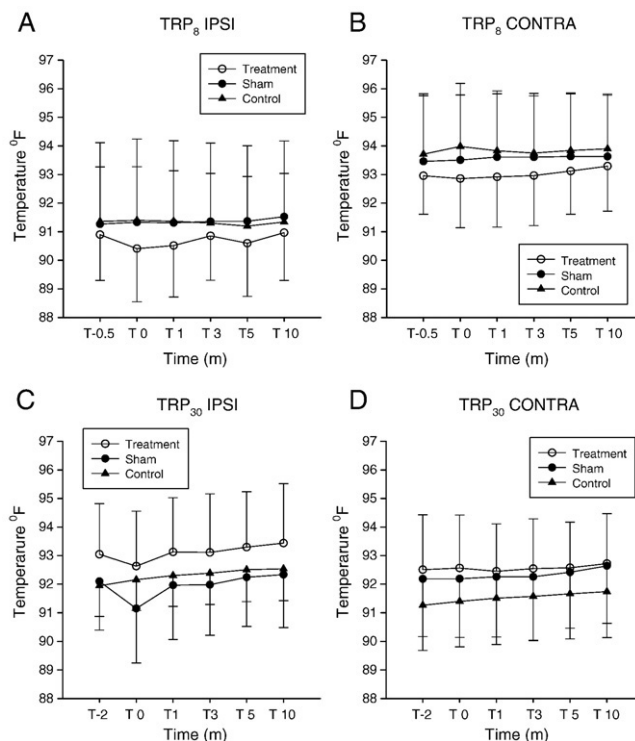 A
TRP₈ IPSI
Treatment
Sham
Control
Temperature ⁰F
97
96
95
94
93
92
91
90
89
88
T-0.5 T 0 T 1 T 3 T5 T 10
Time (m)
B
TRP₈ CONTRA
Temperature ⁰F
97
96
95
94
93
92
91
90
89
88
Treatment
Sham
Control
T-0.5 T 0 T 1 T 3 T5 T 10
Time (m)
C
TRP₃₀ IPSI
Treatment
Sham
Control
Temperarure ⁰F
97
96
95
94
93
92
91
90
89
88
T-2 T 0 T1 T3 T 5 T 10
Time (m)
D
TRP₃₀ CONTRA
Treatment
Sham
Control
Temperarure ⁰F
97
96
95
94
93
92
91
90
89
88
T-2 T 0 T1 T3 T 5 T 10
Time (m)